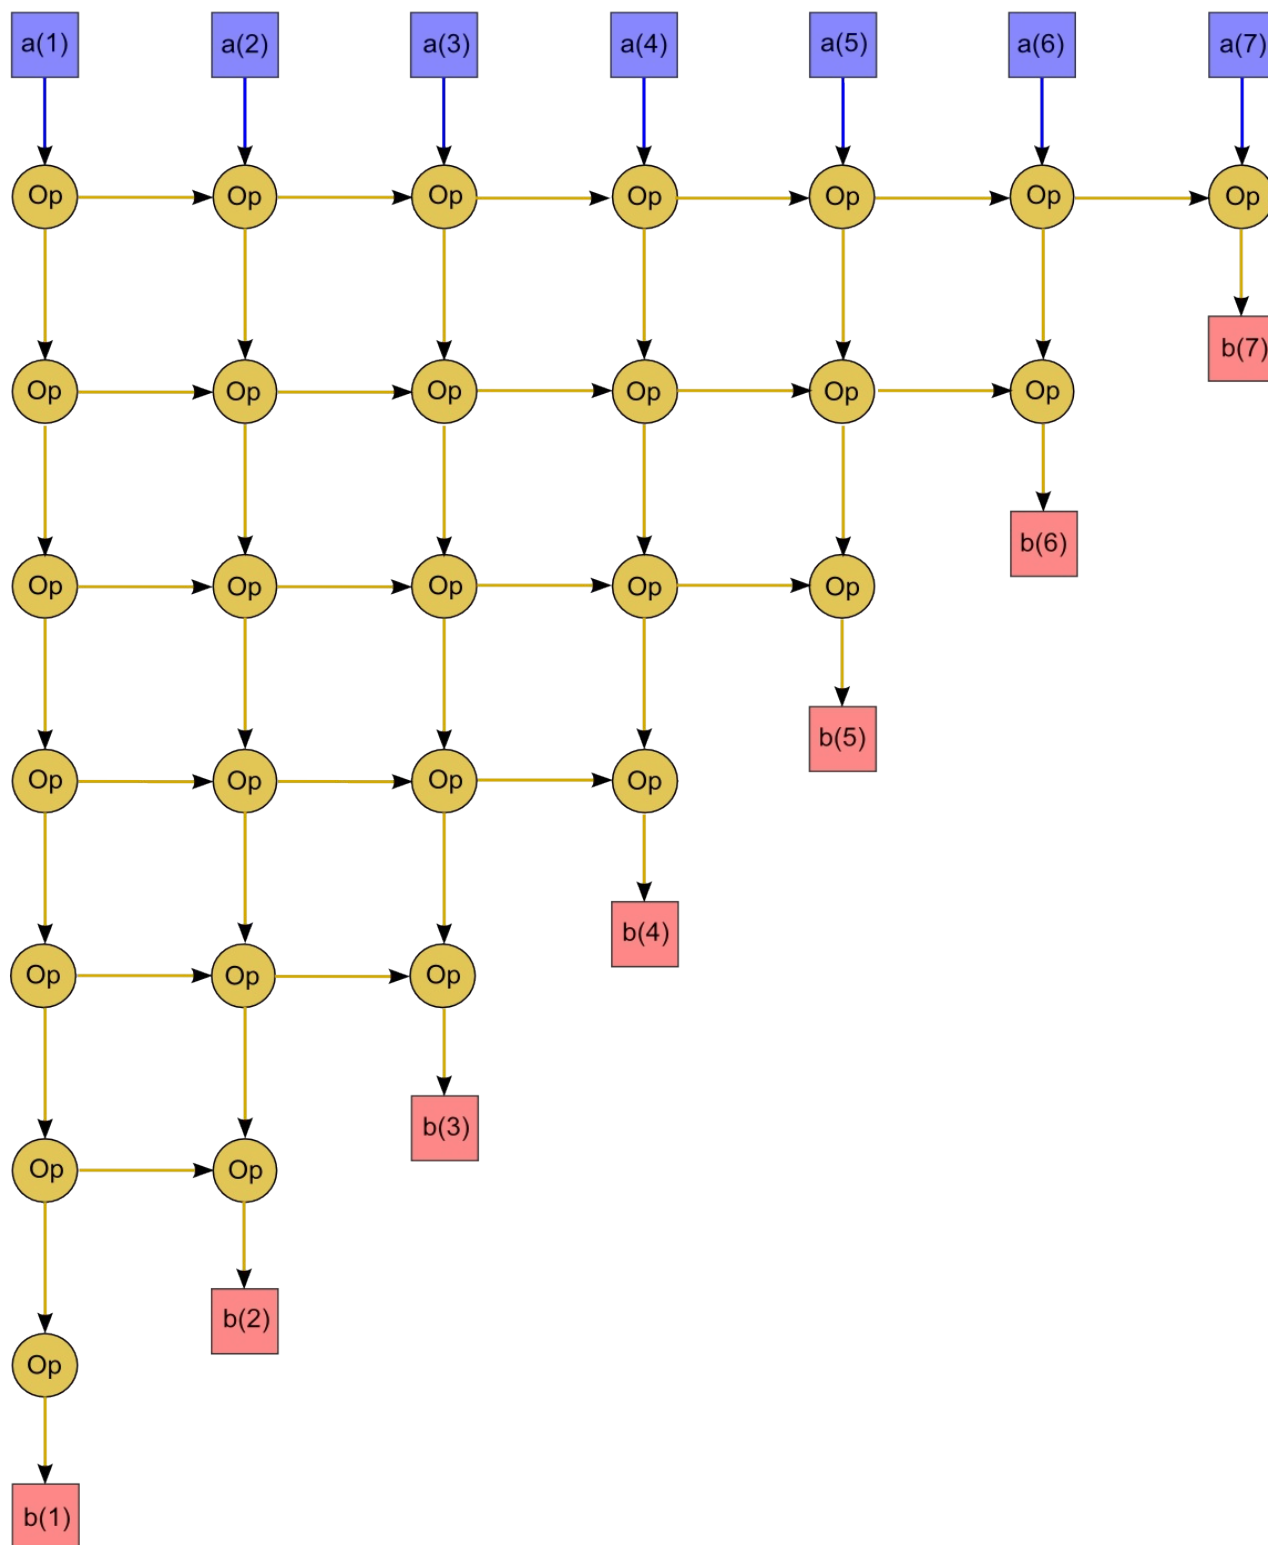 a(1) a(2) a(3) a(4) a(5) a(6) a(7)
Op Op Op Op Op Op Op
b(7)
Op Op Op Op Op Op
b(6)
Op Op Op Op Op
b(5)
Op Op Op Op
b(4)
Op Op Op
b(3)
Op Op
b(2)
Op
b(1)